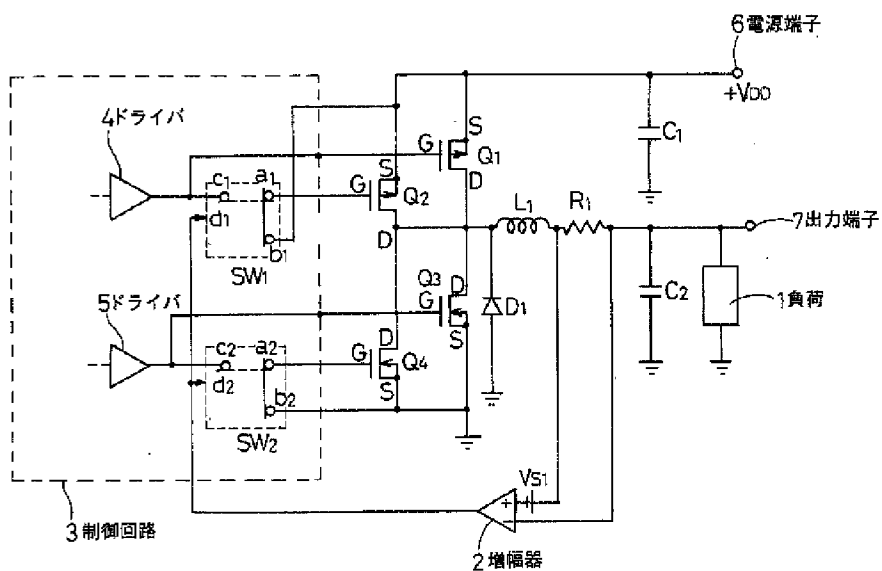 6 電源端子
+VDD
4 ドライバ
C1
S
G
Q1
D
c1
a1
S
G
Q2
d1
b1
D
SW1
L1
R1
7 出力端子
5 ドライバ
Q3
D
G
S
D1
C2
1 負荷
c2
a2
D
G
Q4
d2
b2
S
SW2
VS1
+
−
3 制御回路
2 増幅器